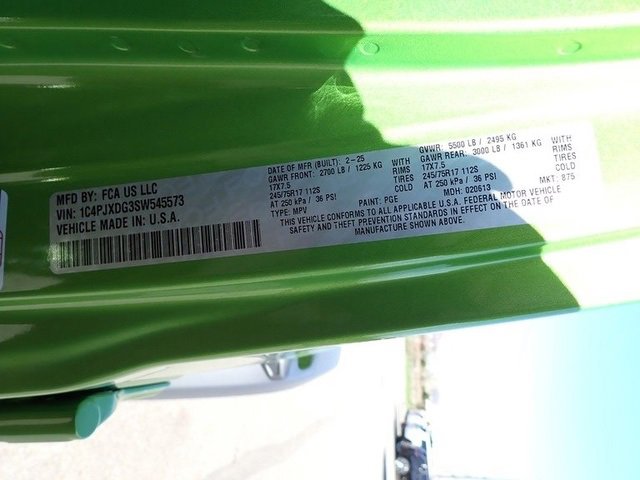 MFD BY: FCA US LLC
VIN: 1C4PJXDG3SW545573
VEHICLE MADE IN U.S.A.
DATE OF MFR (BUILT): 2-25
GAWR FRONT: 2700 LB / 1225 KG WITH
17X7.5 RIMS
245/75R17 112S TIRES
AT 250 kPa / 36 PSI COLD
TYPE: MPV PAINT: PGE
GVWR: 5500 LB / 2495 KG
GAWR REAR: 3000 LB / 1361 KG WITH
17X7.5 RIMS
245/75R17 112S TIRES
AT 250 kPa / 36 PSI COLD
MDH: 020613 MKT: 875
THIS VEHICLE CONFORMS TO ALL APPLICABLE U.S.A. FEDERAL MOTOR VEHICLE
SAFETY AND THEFT PREVENTION STANDARDS IN EFFECT ON THE DATE OF
MANUFACTURE SHOWN ABOVE.